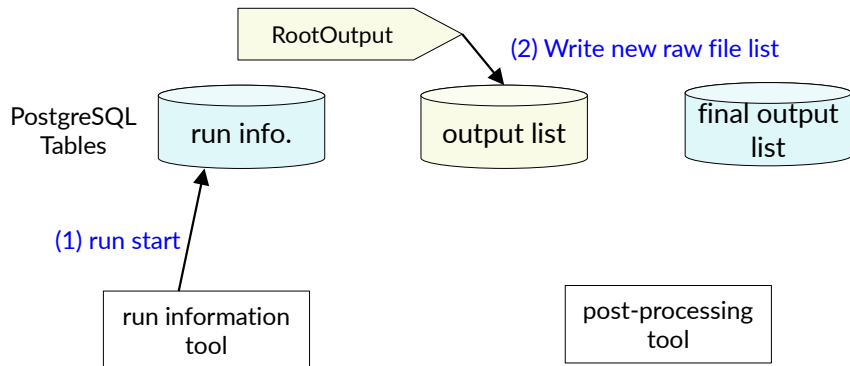 RootOutput
(2) Write new raw file list
PostgreSQL
Tables
run info.
output list
final output
list
(1) run start
run information
tool
post-processing
tool